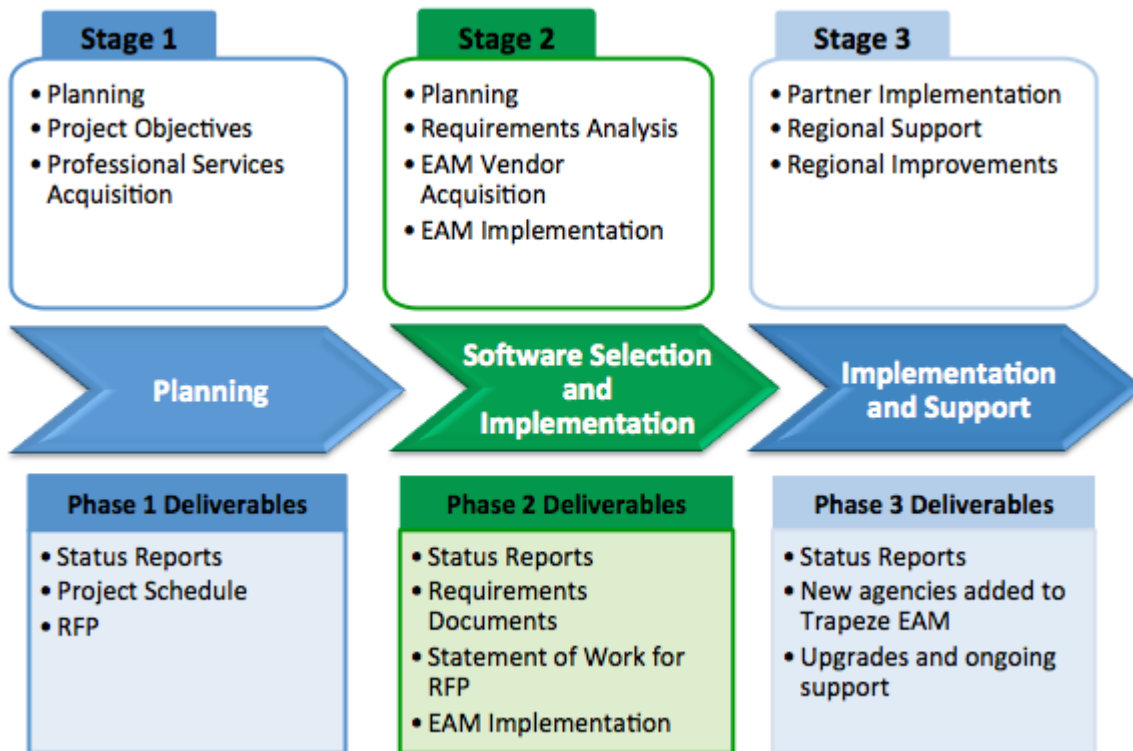 Stage 1
• Planning
• Project Objectives
• Professional Services
Acquisition
Stage 2
• Planning
• Requirements Analysis
• EAM Vendor
Acquisition
• EAM Implementation
Stage 3
• Partner Implementation
• Regional Support
• Regional Improvements
Planning
Software Selection
and
Implementation
Implementation
and Support
Phase 1 Deliverables
• Status Reports
• Project Schedule
• RFP
Phase 2 Deliverables
• Status Reports
• Requirements
Documents
• Statement of Work for
RFP
• EAM Implementation
Phase 3 Deliverables
• Status Reports
• New agencies added to
Trapeze EAM
• Upgrades and ongoing
support